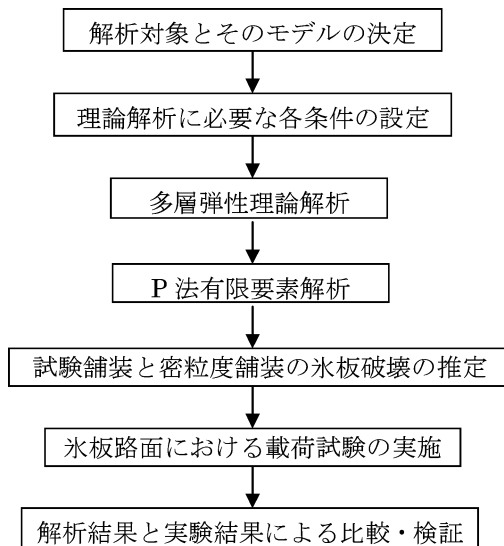 解析対象とそのモデルの決定
理論解析に必要な各条件の設定
多層弾性理論解析
P 法有限要素解析
試験舗装と密粒度舗装の氷板破壊の推定
氷板路面における載荷試験の実施
解析結果と実験結果による比較・検証